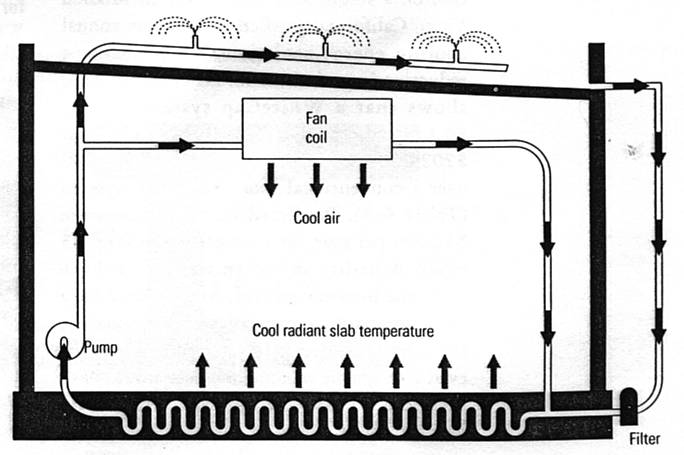 Fan
coil
Cool air
Cool radiant slab temperature
Pump
Filter